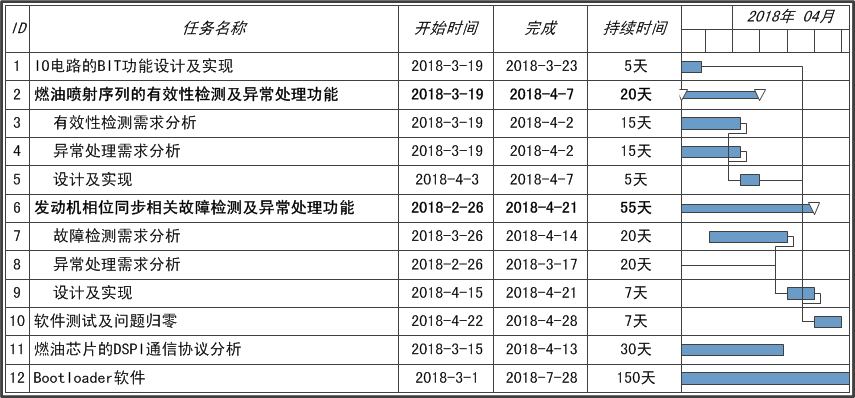 ID 任务名称 开始时间 完成 持续时间 2018年 04月
1 IO电路的BIT功能设计及实现 2018-3-19 2018-3-23 5天
2 燃油喷射序列的有效性检测及异常处理功能 2018-3-19 2018-4-7 20天
3 有效性检测需求分析 2018-3-19 2018-4-2 15天
4 异常处理需求分析 2018-3-19 2018-4-2 15天
5 设计及实现 2018-4-3 2018-4-7 5天
6 发动机相位同步相关故障检测及异常处理功能 2018-2-26 2018-4-21 55天
7 故障检测需求分析 2018-3-26 2018-4-14 20天
8 异常处理需求分析 2018-2-26 2018-3-17 20天
9 设计及实现 2018-4-15 2018-4-21 7天
10 软件测试及问题归零 2018-4-22 2018-4-28 7天
11 燃油芯片的DSPI通信协议分析 2018-3-15 2018-4-13 30天
12 Bootloader软件 2018-3-1 2018-7-28 150天